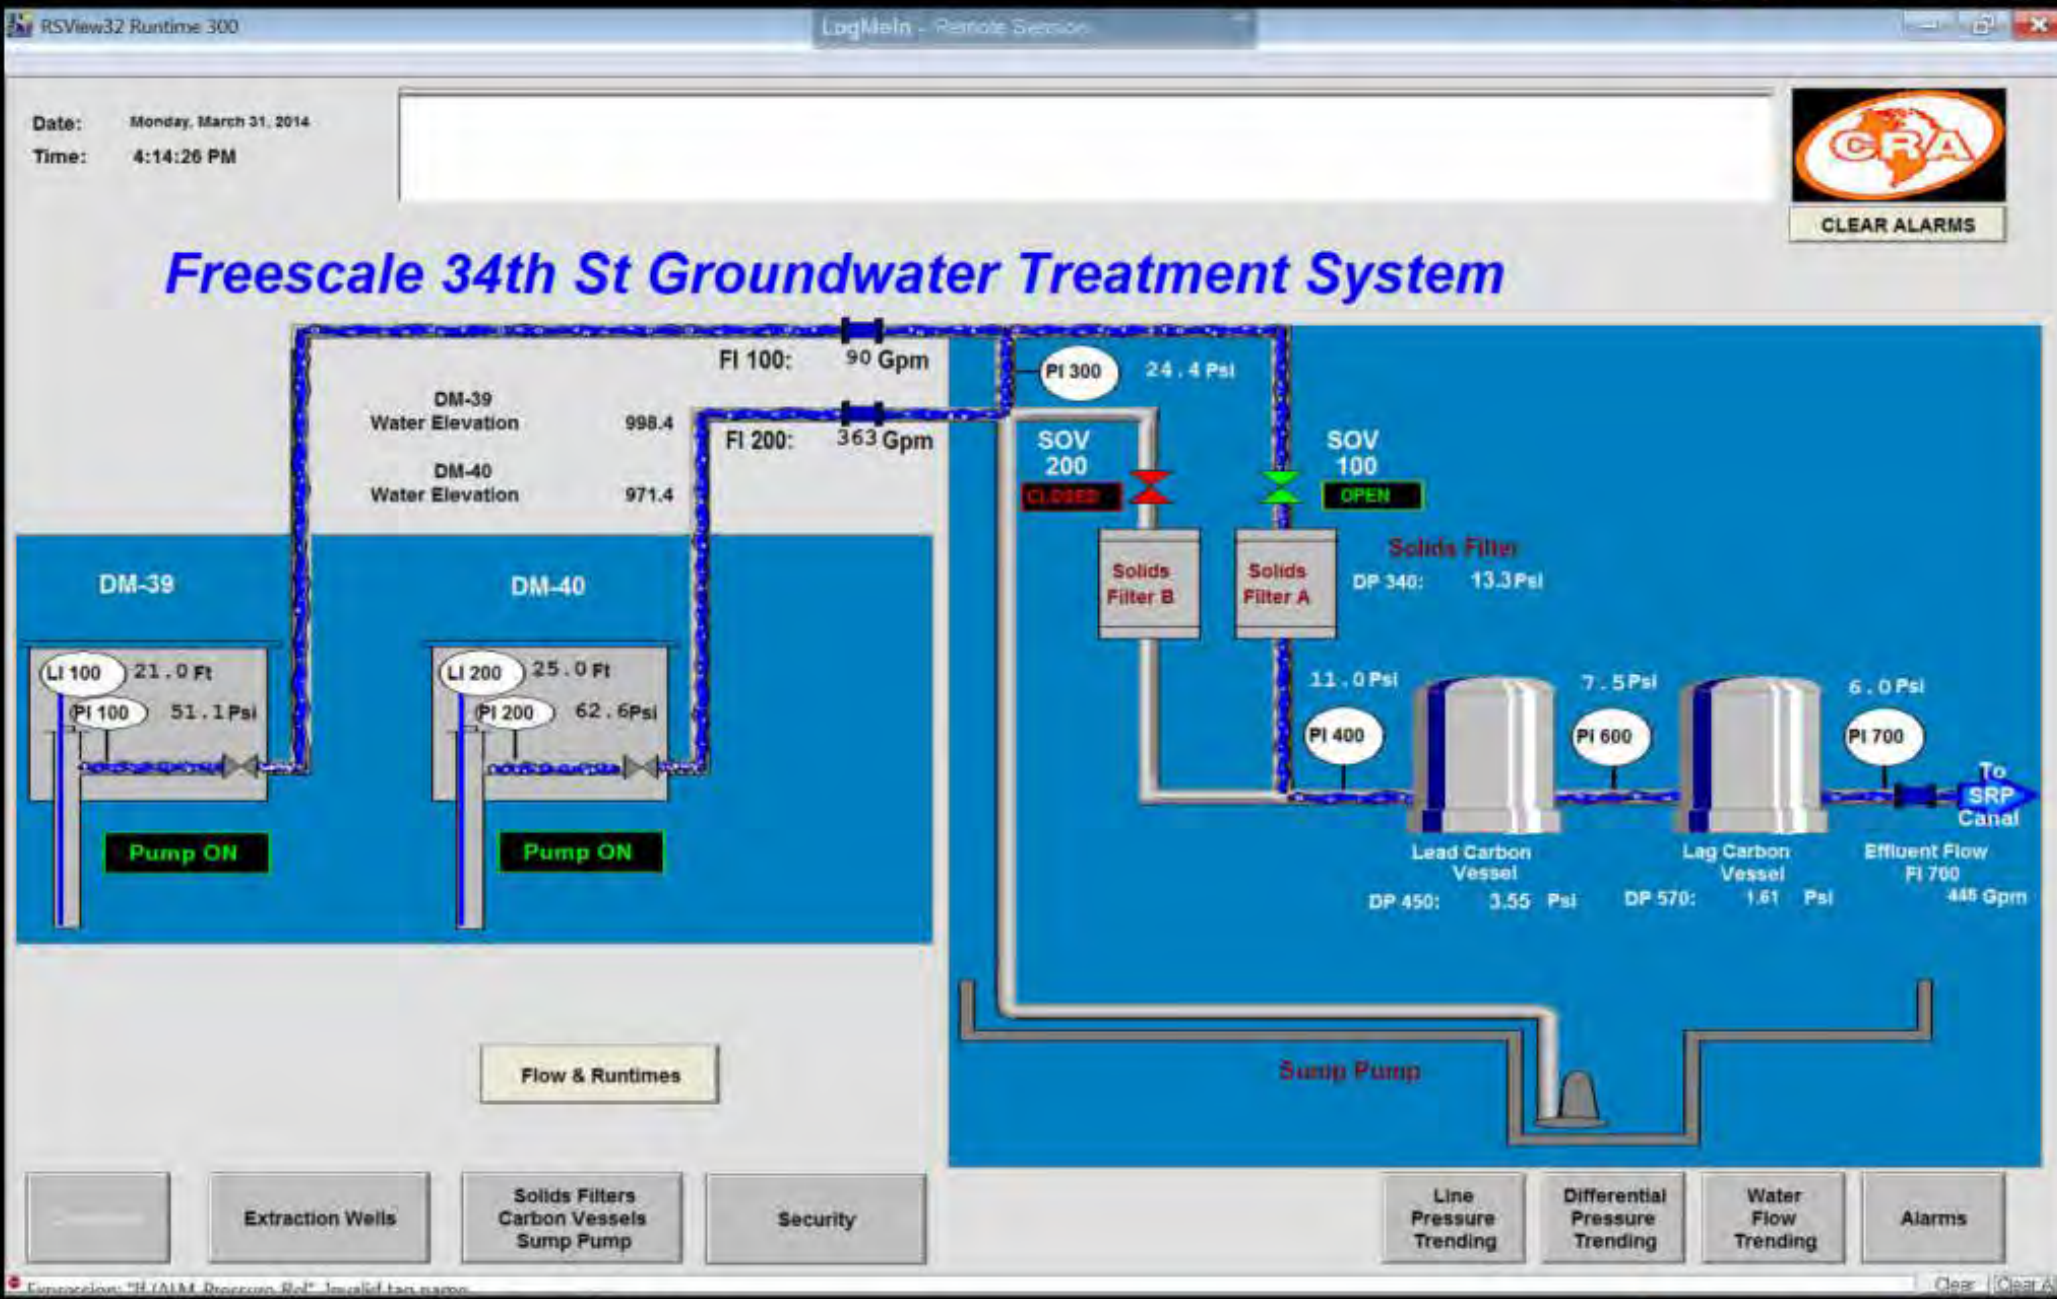 RSView32 Runtime 300
LogMeIn - Remote Session
Date: Monday, March 31, 2014
Time: 4:14:26 PM
CRA
CLEAR ALARMS
Freescale 34th St Groundwater Treatment System
FI 100: 90 Gpm
PI 300 24.4 Psi
DM-39
Water Elevation 998.4
FI 200: 363 Gpm
DM-40
Water Elevation 971.4
SOV
200
CLOSED
SOV
100
OPEN
DM-39
DM-40
Solids
Filter B
Solids
Filter A
Solids Filter
DP 340: 13.3 Psi
LI 100 21.0 Ft
PI 100 51.1 Psi
LI 200 25.0 Ft
PI 200 62.6 Psi
Pump ON
Pump ON
11.0 Psi
PI 400
7.5 Psi
PI 600
6.0 Psi
PI 700
To
SRP
Canal
Lead Carbon
Vessel
DP 450: 3.55 Psi
Lag Carbon
Vessel
DP 570: 1.61 Psi
Effluent Flow
FI 700
Gpm
Sump Pump
Flow & Runtimes
Extraction Wells
Solids Filters
Carbon Vessels
Sump Pump
Security
Line
Pressure
Trending
Differential
Pressure
Trending
Water
Flow
Trending
Alarms
Expression: "If (ALM_Pressure_Rol". Invalid tag name
Clear
Clear Al